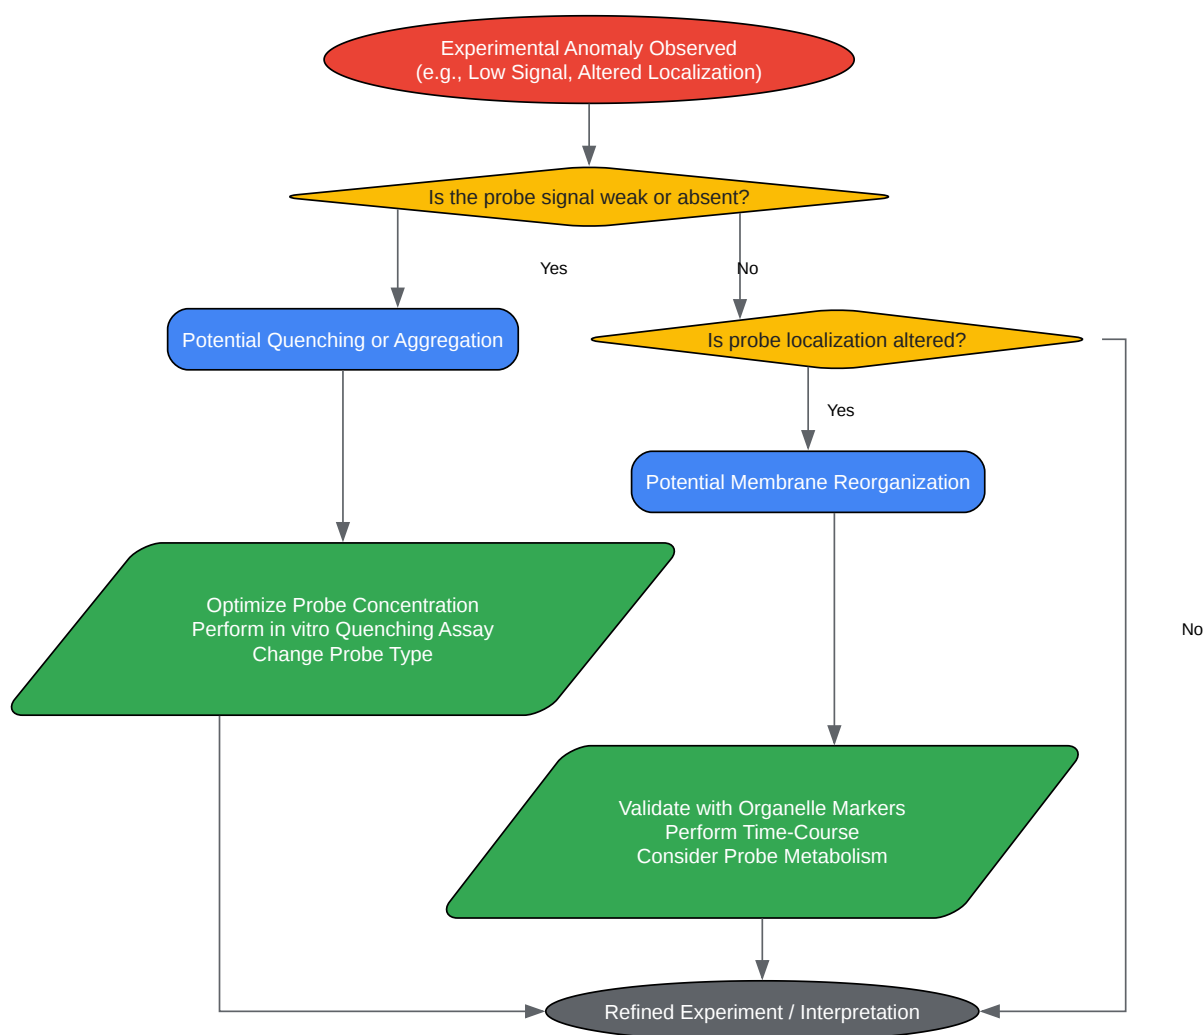 Experimental Anomaly Observed
(e.g., Low Signal, Altered Localization)
Is the probe signal weak or absent?
Yes
No
Potential Quenching or Aggregation
Is probe localization altered?
Yes
Potential Membrane Reorganization
Optimize Probe Concentration
Perform in vitro Quenching Assay
Change Probe Type
No
Validate with Organelle Markers
Perform Time-Course
Consider Probe Metabolism
Refined Experiment / Interpretation